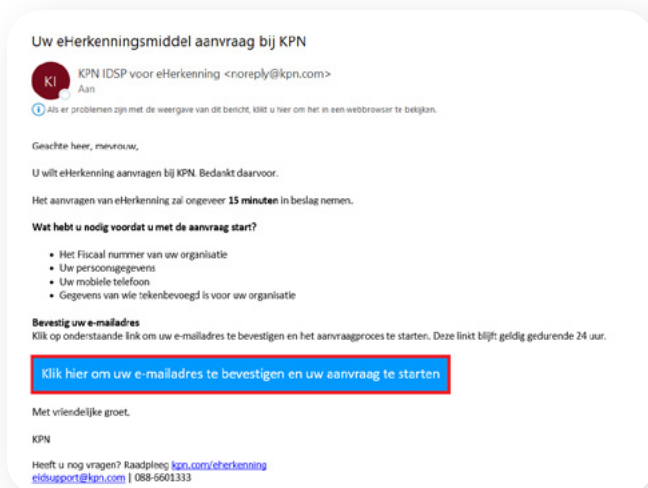 Uw eHerkenningsmiddel aanvraag bij KPN
KI
KPN IDSP voor eHerkenning <noreply@kpn.com>
Aan
i Als er problemen zijn met de weergave van dit bericht, klikt u hier om het in een webbrowser te bekijken.
Geachte heer, mevrouw,
U wilt eHerkenning aanvragen bij KPN. Bedankt daarvoor.
Het aanvragen van eHerkenning zal ongeveer 15 minuten in beslag nemen.
Wat hebt u nodig voordat u met de aanvraag start?
• Het Fiscaal nummer van uw organisatie
• Uw persoonsgegevens
• Uw mobiele telefoon
• Gegevens van wie tekenbevoegd is voor uw organisatie
Bevestig uw e-mailadres
Klik op onderstaande link om uw e-mailadres te bevestigen en het aanvraagproces te starten. Deze linkt blijft geldig gedurende 24 uur.
Klik hier om uw e-mailadres te bevestigen en uw aanvraag te starten
Met vriendelijke groet,
KPN
Heeft u nog vragen? Raadpleeg kpn.com/eherkenning
eidsupport@kpn.com | 088-6601333